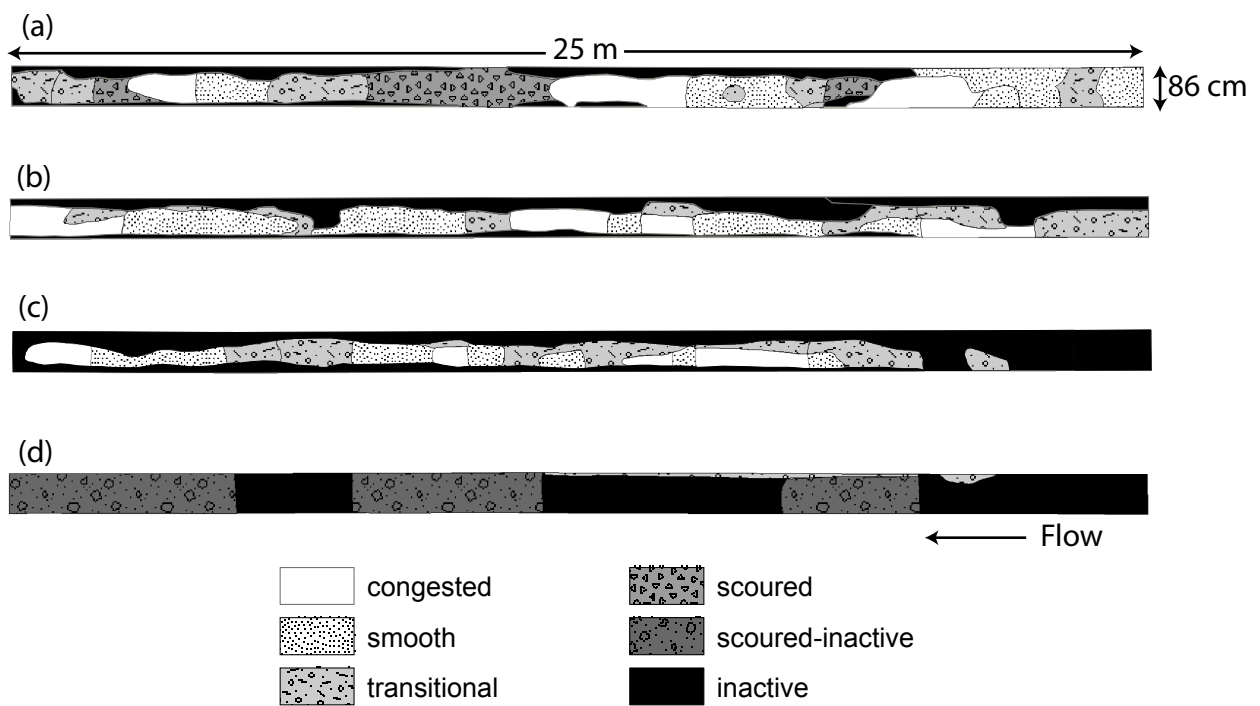 (a)
25 m
86 cm
(b)
(c)
(d)
Flow
congested
scoured
smooth
scoured-inactive
transitional
inactive